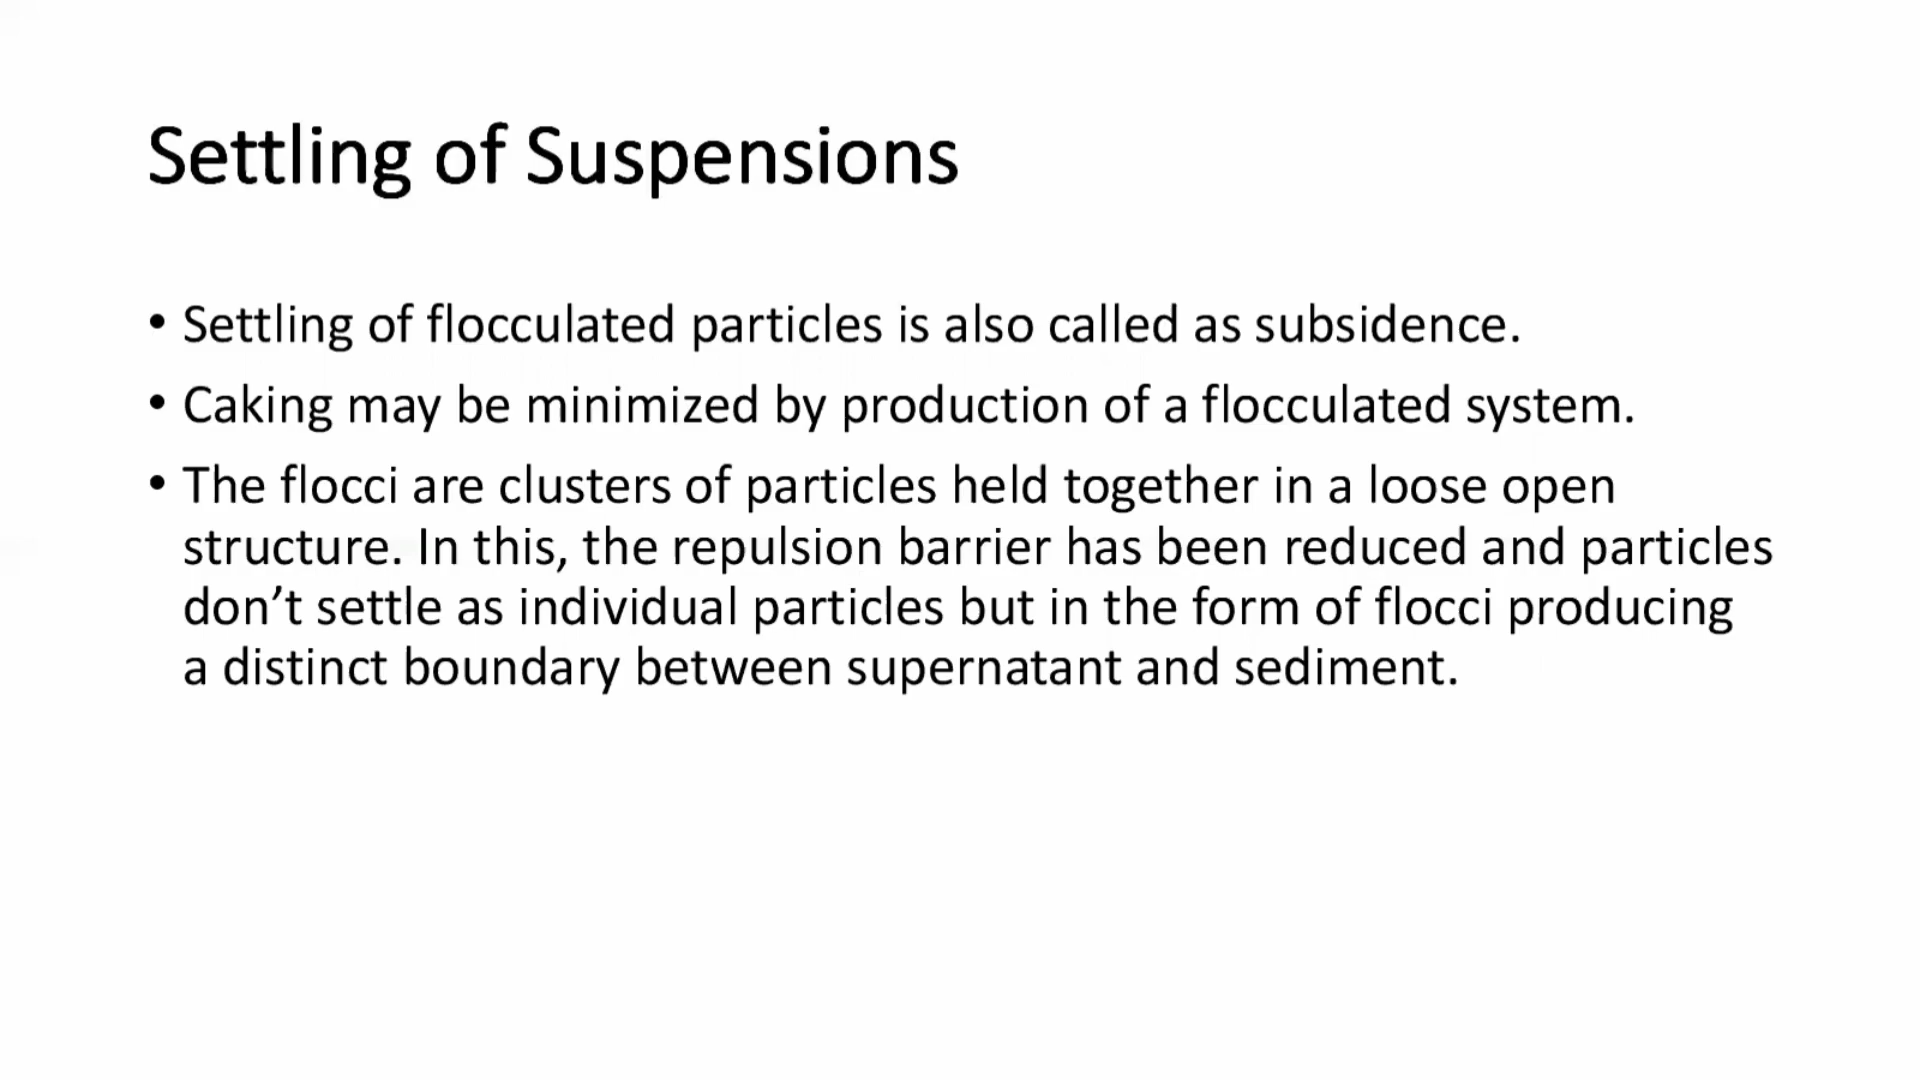 Settling of Suspensions
• Settling of flocculated particles is also called as subsidence.
• Caking may be minimized by production of a flocculated system.
• The flocci are clusters of particles held together in a loose open
structure. In this, the repulsion barrier has been reduced and particles
don’t settle as individual particles but in the form of flocci producing
a distinct boundary between supernatant and sediment.